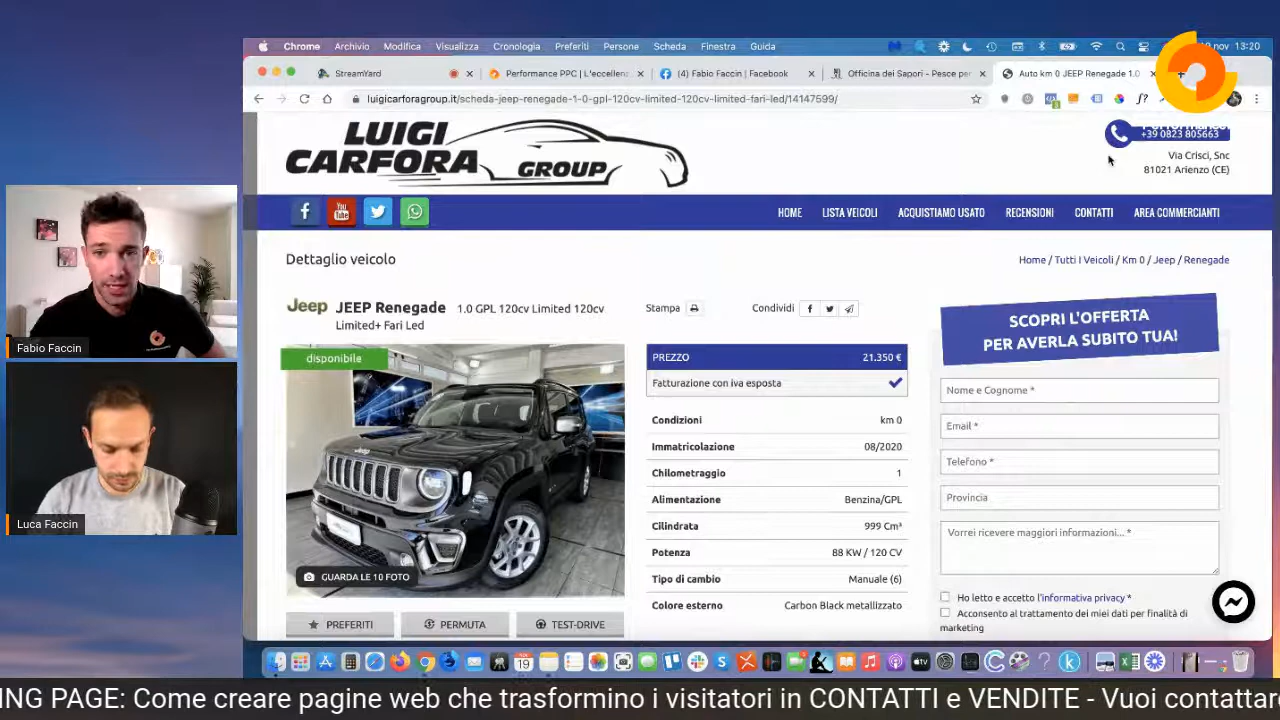 Chrome Archivio Modifica Visualizza Cronologia Preferiti Persone Scheda Finestra Guida
nov 13:20
StreamYard
Performance PPC | L'eccellen
(4) Fabio Faccin | Facebook
Officina dei Sapori - Pesce per
Auto km 0 JEEP Renegade 1.0
luigicarforagroup.it/scheda-jeep-renegade-1-0-gpl-120cv-limited-120cv-limited-fari-led/14147599/
LUIGI
CARFORA GROUP
+39 0823 805663
Via Crisci, Snc
81021 Arienzo (CE)
You Tube
HOME LISTA VEICOLI ACQUISTIAMO USATO RECENSIONI CONTATTI AREA COMMERCIANTI
Dettaglio veicolo
Home / Tutti I Veicoli / Km 0 / Jeep / Renegade
Jeep JEEP Renegade 1.0 GPL 120cv Limited 120cv
Limited+ Fari Led
Stampa
Condividi
disponibile
GUARDA LE 10 FOTO
PREFERITI
PERMUTA
TEST-DRIVE
PREZZO 21.350 €
Fatturazione con iva esposta
Condizioni km 0
Immatricolazione 08/2020
Chilometraggio 1
Alimentazione Benzina/GPL
Cilindrata 999 Cm³
Potenza 88 KW / 120 CV
Tipo di cambio Manuale (6)
Colore esterno Carbon Black metallizzato
SCOPRI L'OFFERTA
PER AVERLA SUBITO TUA!
Nome e Cognome *
Email *
Telefono *
Provincia
Vorrei ricevere maggiori informazioni... *
Ho letto e accetto l'informativa privacy *
Acconsento al trattamento dei miei dati per finalità di
marketing
Fabio Faccin
Luca Faccin
ING PAGE: Come creare pagine web che trasformino i visitatori in CONTATTI e VENDITE - Vuoi contattar